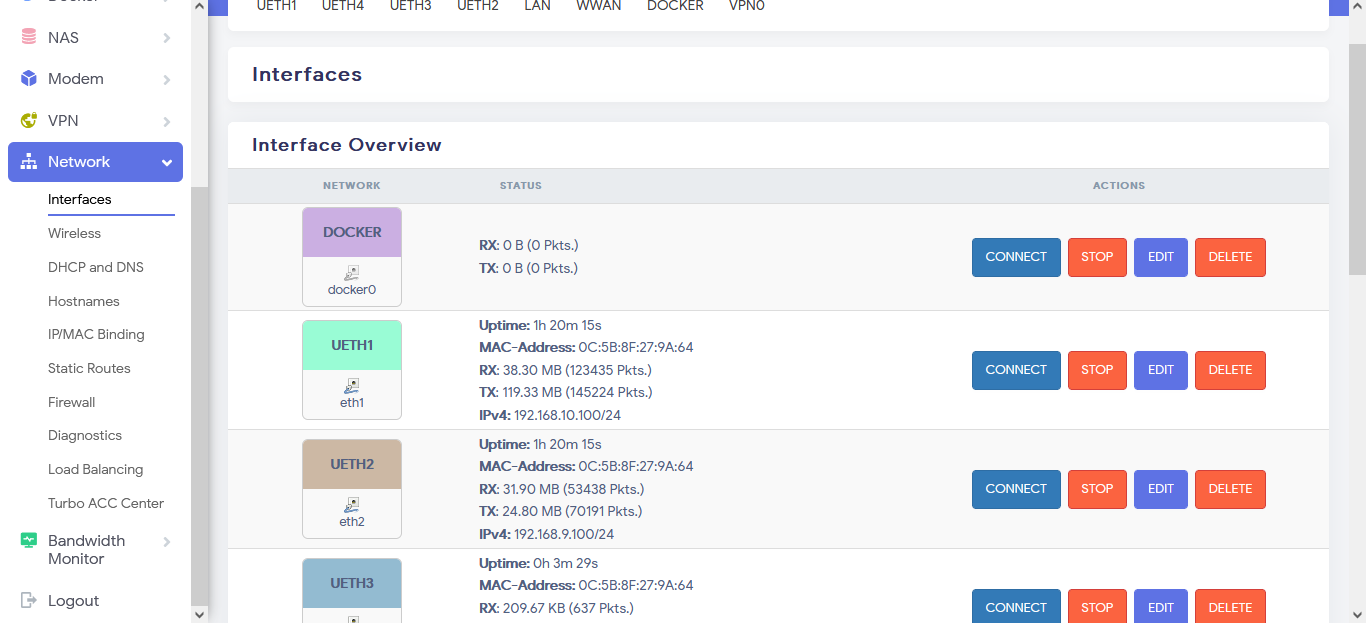 Docker
NAS
Modem
VPN
Network
Interfaces
Wireless
DHCP and DNS
Hostnames
IP/MAC Binding
Static Routes
Firewall
Diagnostics
Load Balancing
Turbo ACC Center
Bandwidth
Monitor
Logout
UETH1 UETH4 UETH3 UETH2 LAN WWAN DOCKER VPN0
Interfaces
Interface Overview
NETWORK STATUS ACTIONS
DOCKER
docker0
RX: 0 B (0 Pkts.)
TX: 0 B (0 Pkts.)
CONNECT STOP EDIT DELETE
UETH1
eth1
Uptime: 1h 20m 15s
MAC-Address: 0C:5B:8F:27:9A:64
RX: 38.30 MB (123435 Pkts.)
TX: 119.33 MB (145224 Pkts.)
IPv4: 192.168.10.100/24
CONNECT STOP EDIT DELETE
UETH2
eth2
Uptime: 1h 20m 15s
MAC-Address: 0C:5B:8F:27:9A:64
RX: 31.90 MB (53438 Pkts.)
TX: 24.80 MB (70191 Pkts.)
IPv4: 192.168.9.100/24
CONNECT STOP EDIT DELETE
UETH3
Uptime: 0h 3m 29s
MAC-Address: 0C:5B:8F:27:9A:64
RX: 209.67 KB (637 Pkts.)
CONNECT STOP EDIT DELETE